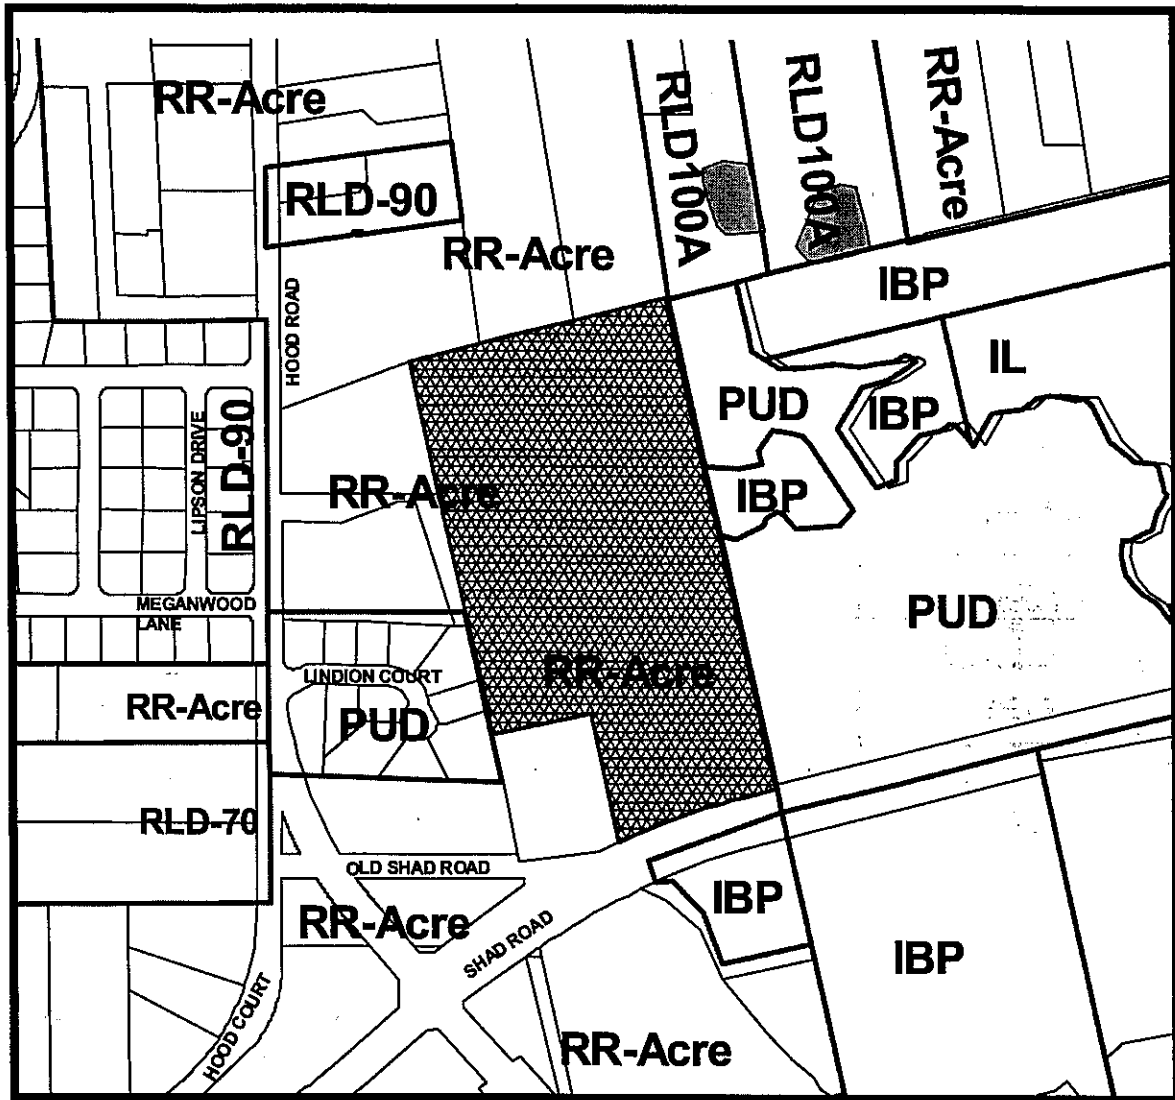 RR-Acre
RLD100A
RLD100A
RR-Acre
RLD-90
RR-Acre
IBP
HOOD ROAD
IL
PUD
IBP
LIPSON DRIVE
RLD-90
RR-Acre
IBP
MEGANWOOD
LANE
PUD
LINDION COURT
RR-Acre
RR-Acre
PUD
RLD-70
OLD SHAD ROAD
IBP
RR-Acre
SHAD ROAD
IBP
HOOD COURT
RR-Acre